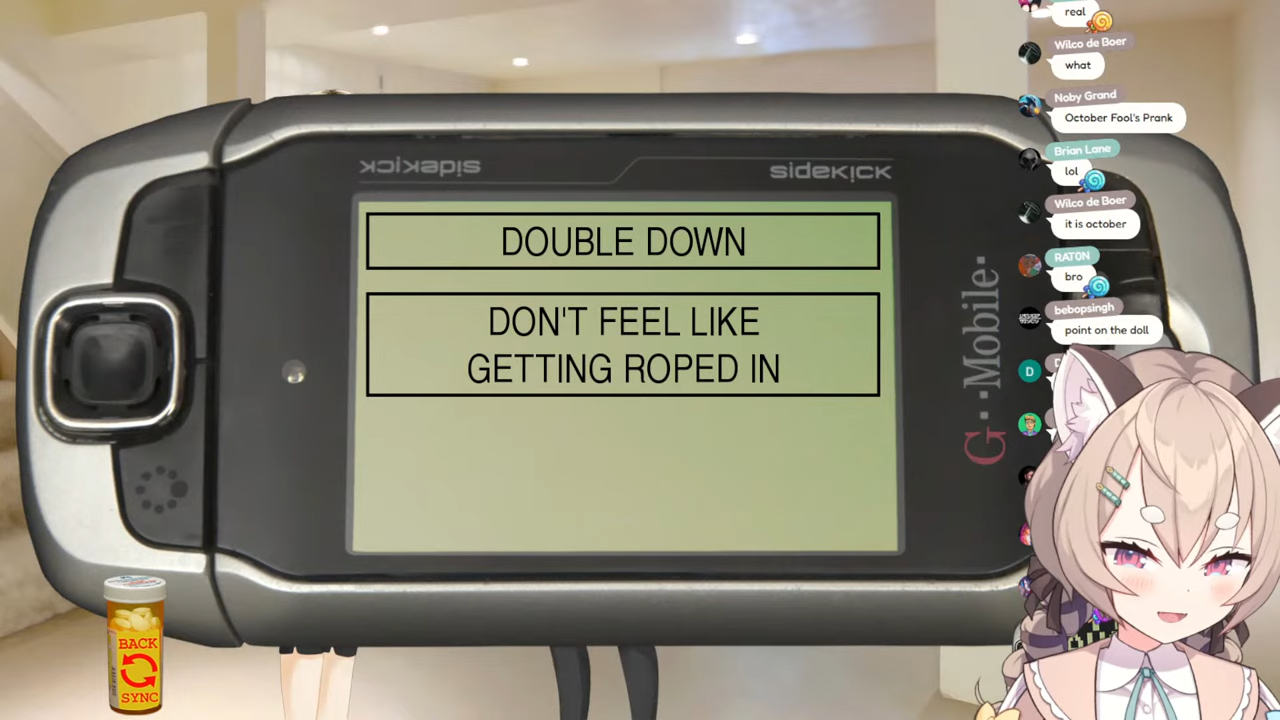 sidekick
sidekick
DOUBLE DOWN
DON'T FEEL LIKE
GETTING ROPED IN
G··Mobile·
BACK
SYNC
real
Wilco de Boer
what
Noby Grand
October Fool's Prank
Brian Lane
lol
Wilco de Boer
it is october
RAT0N
bro
bebopsingh
point on the doll
D